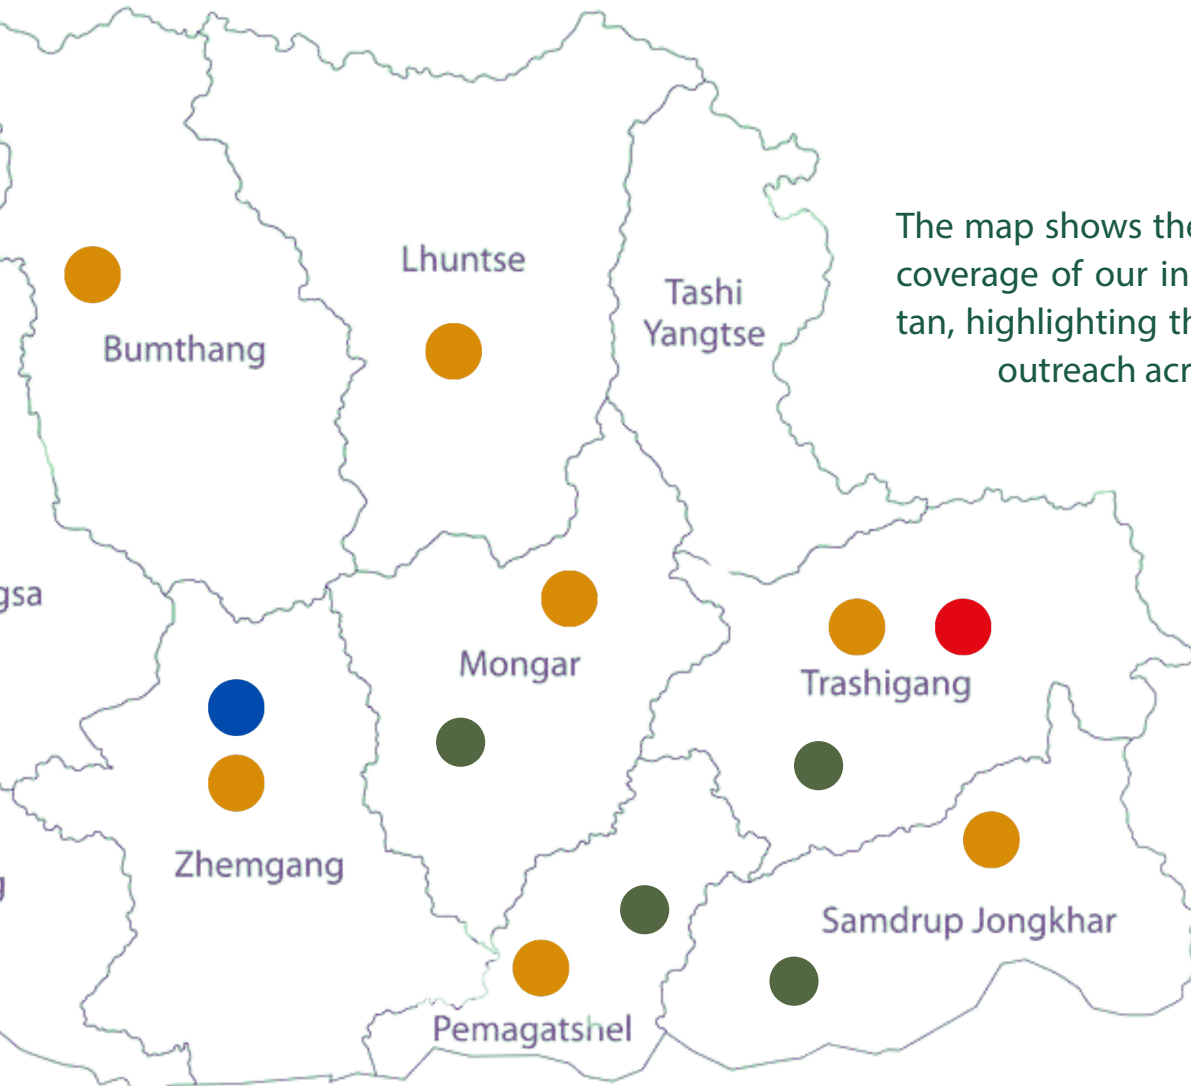 Lhuntse
Tashi
Yangtse
Bumthang
The map shows the
coverage of our in
tan, highlighting th
outreach acr
gsa
Mongar
Trashigang
Zhemgang
g
Samdrup Jongkhar
Pemagatshel